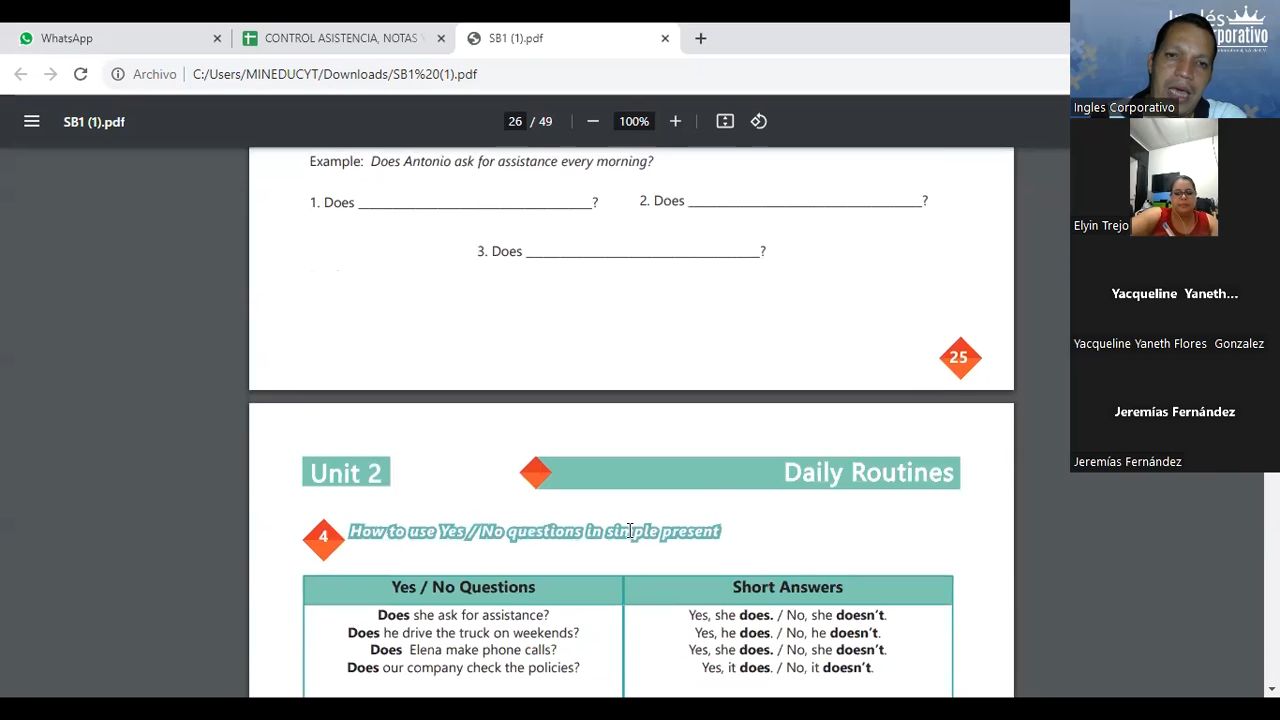 WhatsApp
CONTROL ASISTENCIA, NOTAS
SB1 (1).pdf
Archivo
C:/Users/MINEDUCYT/Downloads/SB1%20(1).pdf
SB1 (1).pdf
26 / 49
100%
Example: Does Antonio ask for assistance every morning?
1. Does ________________________________?
2. Does ________________________________?
3. Does ________________________________?
25
Unit 2
Daily Routines
4
How to use Yes / No questions in simple present
Yes / No Questions
Short Answers
Does she ask for assistance?
Yes, she does. / No, she doesn't.
Does he drive the truck on weekends?
Yes, he does. / No, he doesn't.
Does Elena make phone calls?
Yes, she does. / No, she doesn't.
Does our company check the policies?
Yes, it does. / No, it doesn't.
Ingles Corporativo
Elyin Trejo
Yacqueline Yaneth...
Yacqueline Yaneth Flores Gonzalez
Jeremías Fernández
Jeremías Fernández